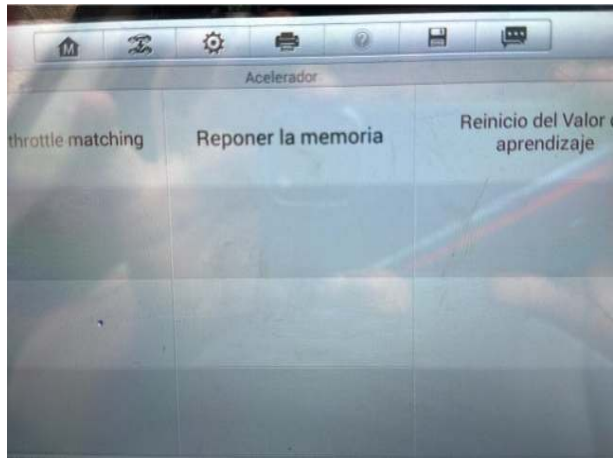 Acelerador
throttle matching
Reponer la memoria
Reinicio del Valor
aprendizaje